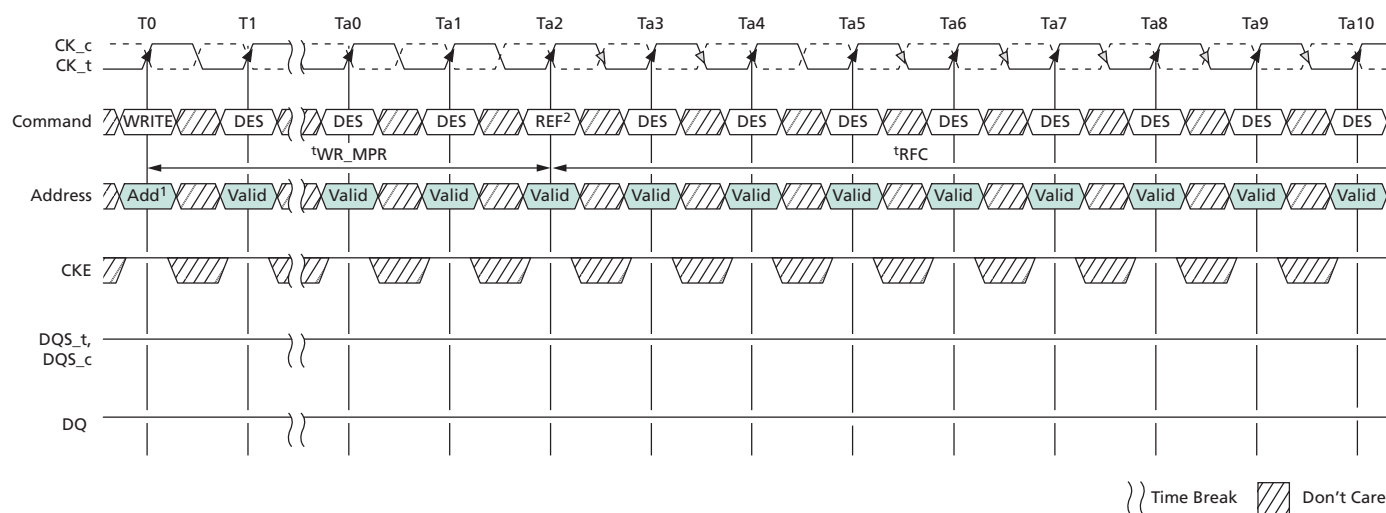 T0 T1 Ta0 Ta1 Ta2 Ta3 Ta4 Ta5 Ta6 Ta7 Ta8 Ta9 Ta10
CK_c
CK_t
Command WRITE DES DES DES REF² DES DES DES DES DES DES DES DES
ᵗWR_MPR ᵗRFC
Address Add¹ Valid Valid Valid Valid Valid Valid Valid Valid Valid Valid Valid Valid
CKE
DQS_t,
DQS_c
DQ
Time Break Don't Care